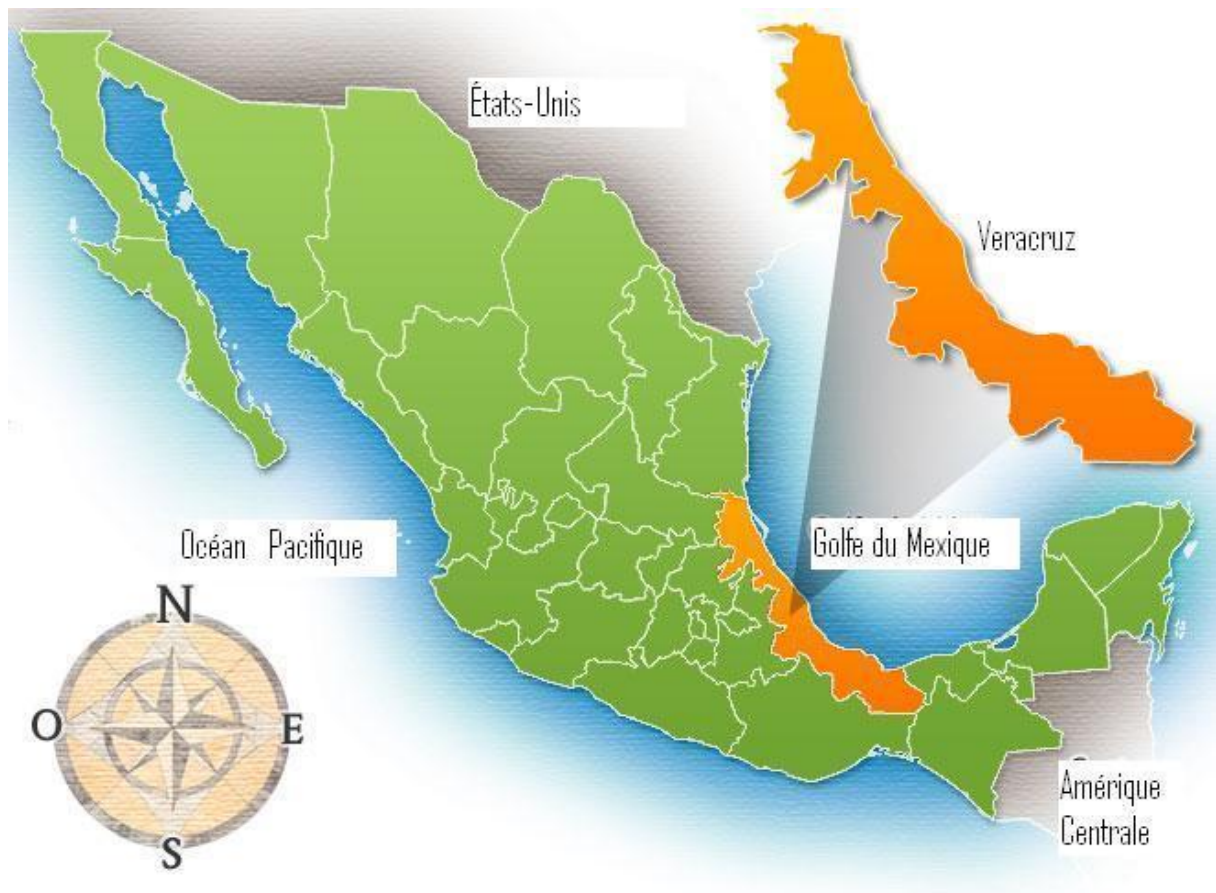 États-Unis
Veracruz
Océan Pacifique
Golfe du Mexique
N
O
E
S
Amérique
Centrale